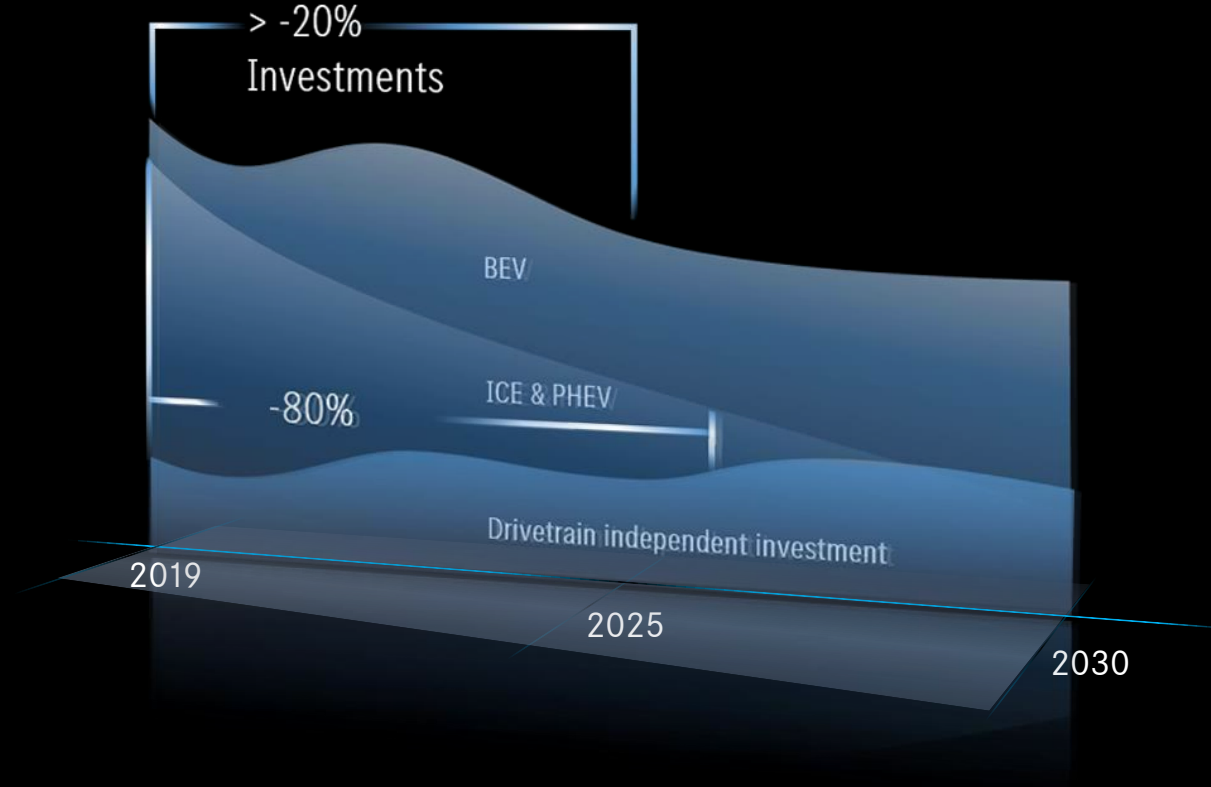 > -20%
Investments
BEV
ICE & PHEV
-80%
Drivetrain independent investment
2019
2025
2030